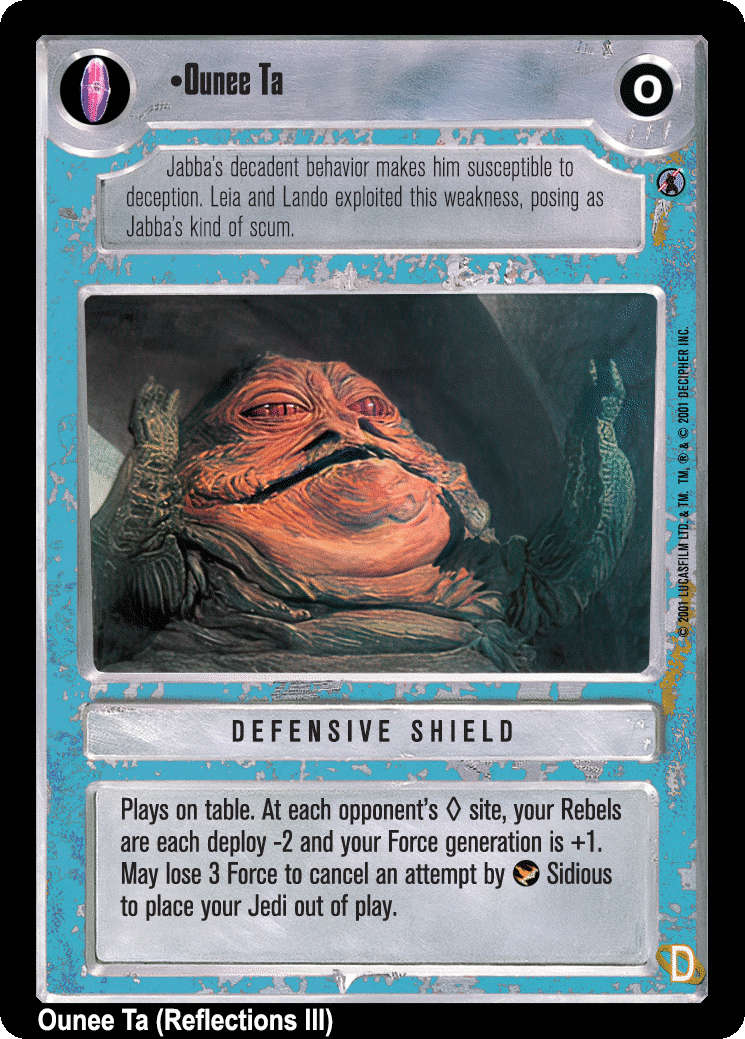 •Ounee Ta
O
Jabba's decadent behavior makes him susceptible to
deception. Leia and Lando exploited this weakness, posing as
Jabba's kind of scum.
© 2001 LUCASFILM LTD. & TM. TM, ® & © 2001 DECIPHER INC.
DEFENSIVE SHIELD
Plays on table. At each opponent's ◊ site, your Rebels
are each deploy -2 and your Force generation is +1.
May lose 3 Force to cancel an attempt by Sidious
to place your Jedi out of play.
D
Ounee Ta (Reflections III)